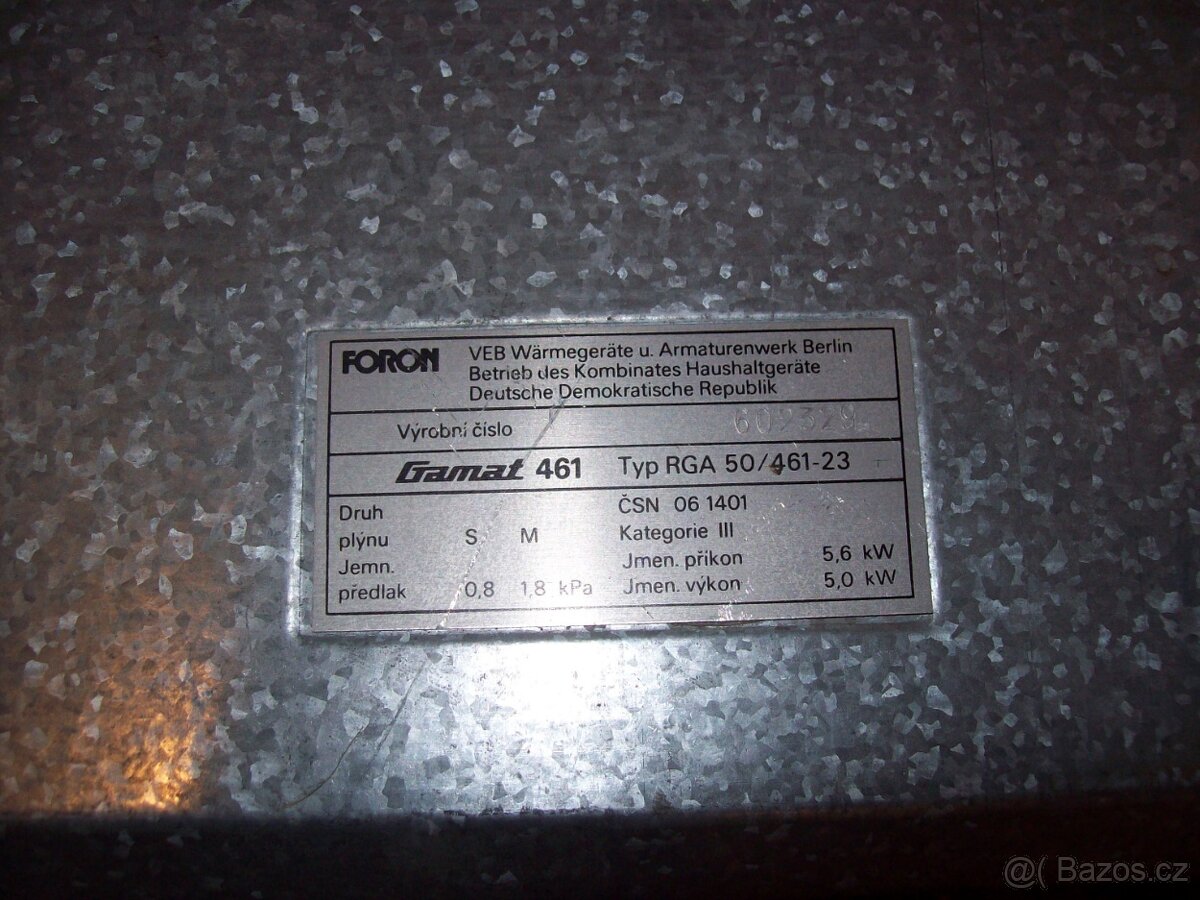 FORON
VEB Wärmegeräte u. Armaturenwerk Berlin
Betrieb des Kombinates Haushaltgeräte
Deutsche Demokratische Republik
Výrobní číslo 602329
Gamat 461 Typ RGA 50/461-23
Druh
plynu S M
Jemn.
předlak 0,8 1,8 kPa
ČSN 06 1401
Kategorie III
Jmen. přikon 5,6 kW
Jmen. výkon 5,0 kW
@( Bazos.cz